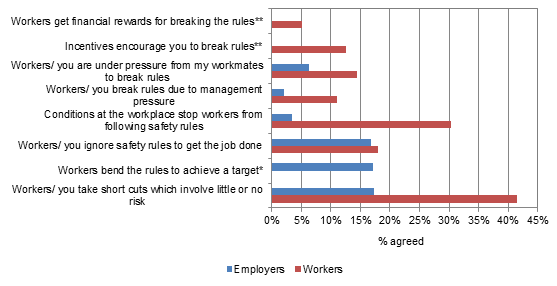 Workers get financial rewards for breaking the rules**
Incentives encourage you to break rules**
Workers/ you are under pressure from my workmates
to break rules
Workers/ you break rules due to management
pressure
Conditions at the workplace stop workers from
following safety rules
Workers/ you ignore safety rules to get the job done
Workers bend the rules to achieve a target*
Workers/ you take short cuts which involve little or no
risk
0% 5% 10% 15% 20% 25% 30% 35% 40% 45%
% agreed
Employers Workers